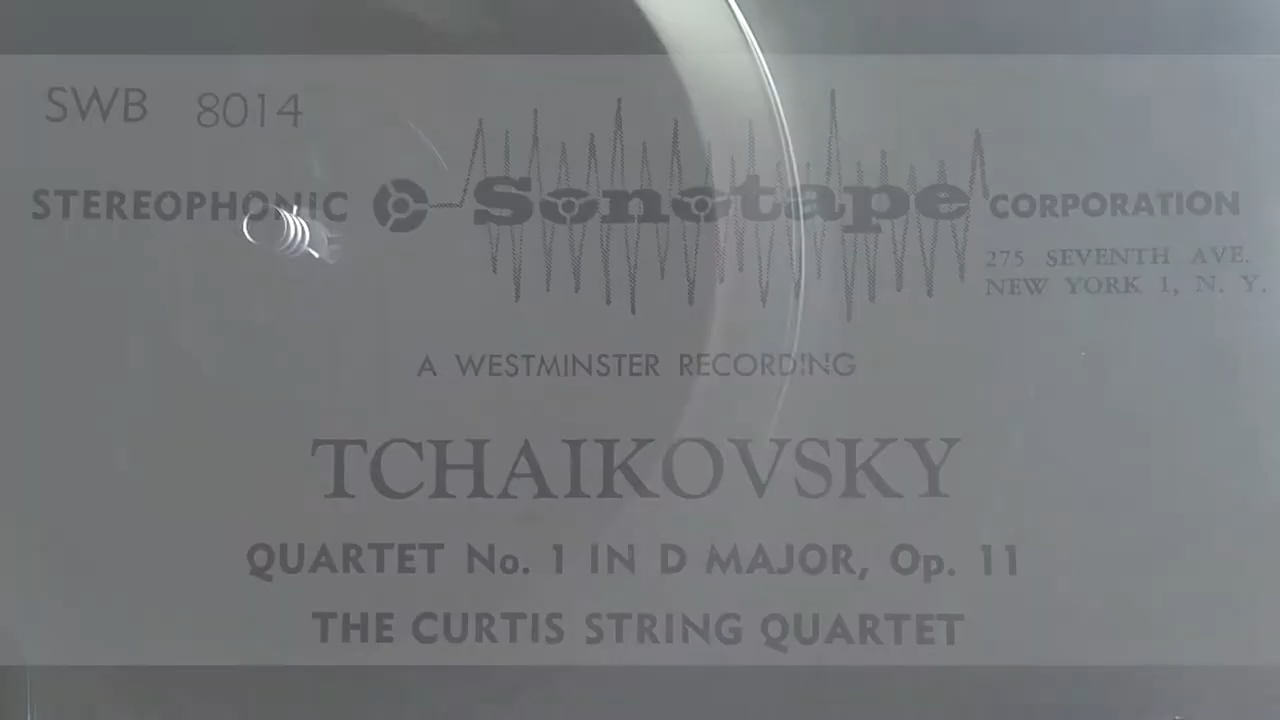 SWB 8014
STEREOPHONIC Sonotape CORPORATION
275 SEVENTH AVE.
NEW YORK 1, N. Y.
A WESTMINSTER RECORDING
TCHAIKOVSKY
QUARTET No. 1 IN D MAJOR, Op. 11
THE CURTIS STRING QUARTET